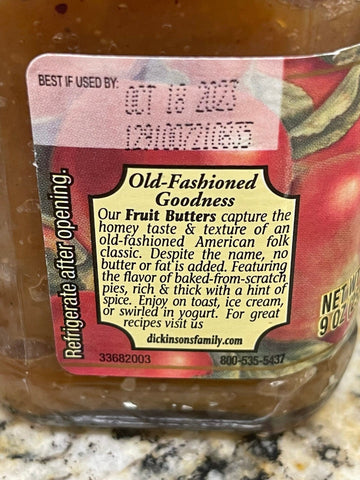 BEST IF USED BY:
OCT 18 2023
Old-Fashioned
Goodness
Our Fruit Butters capture the
homey taste & texture of an
old-fashioned American folk
classic. Despite the name, no
butter or fat is added. Featuring
the flavor of baked-from-scratch
pies, rich & thick with a hint of
spice. Enjoy on toast, ice cream,
or swirled in yogurt. For great
recipes visit us
dickinsonsfamily.com
33682003
800-535-5437
Refrigerate after opening.
NET
9 OZ